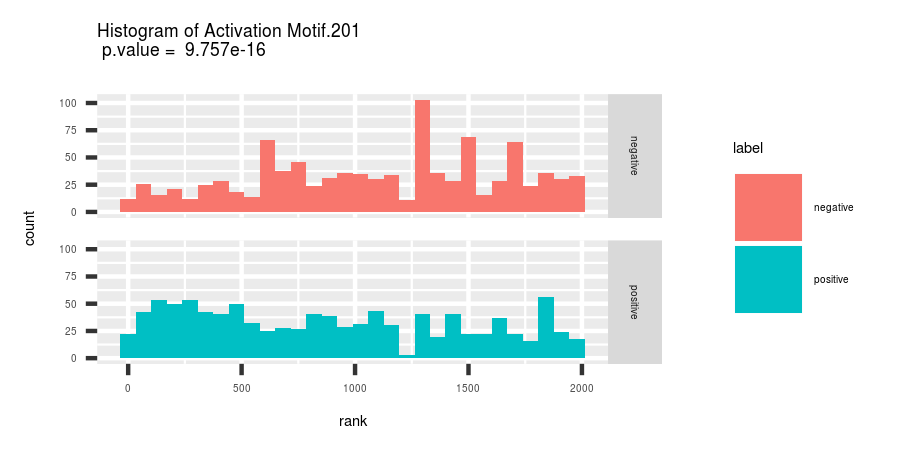 Histogram of Activation Motif.201
p.value = 9.757e-16
count
100
75
50
25
0
negative
100
75
50
25
0
positive
0 500 1000 1500 2000
rank
label
negative
positive